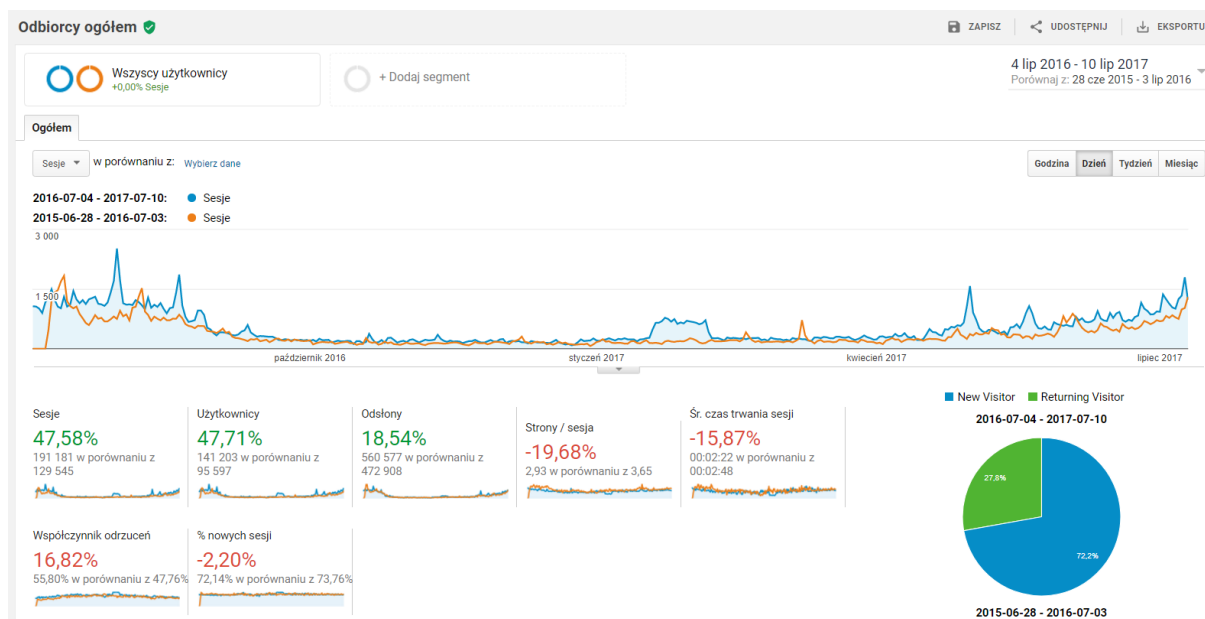 Odbiorcy ogółem
ZAPISZ
UDOSTĘPNIJ
EKSPORTU
Wszyscy użytkownicy
+0,00% Sesje
+ Dodaj segment
4 lip 2016 - 10 lip 2017
Porównaj z: 28 cze 2015 - 3 lip 2016
Ogółem
Sesje w porównaniu z: Wybierz dane
Godzina Dzień Tydzień Miesiąc
2016-07-04 - 2017-07-10: Sesje
2015-06-28 - 2016-07-03: Sesje
3 000
1 500
październik 2016 styczeń 2017 kwiecień 2017 lipiec 2017
Sesje
47,58%
191 181 w porównaniu z
129 545
Użytkownicy
47,71%
141 203 w porównaniu z
95 597
Odsłony
18,54%
560 577 w porównaniu z
472 908
Strony / sesja
-19,68%
2,93 w porównaniu z 3,65
Śr. czas trwania sesji
-15,87%
00:02:22 w porównaniu z
00:02:48
Współczynnik odrzuceń
16,82%
55,80% w porównaniu z 47,76%
% nowych sesji
-2,20%
72,14% w porównaniu z 73,76%
New Visitor Returning Visitor
2016-07-04 - 2017-07-10
27,8%
72,2%
2015-06-28 - 2016-07-03